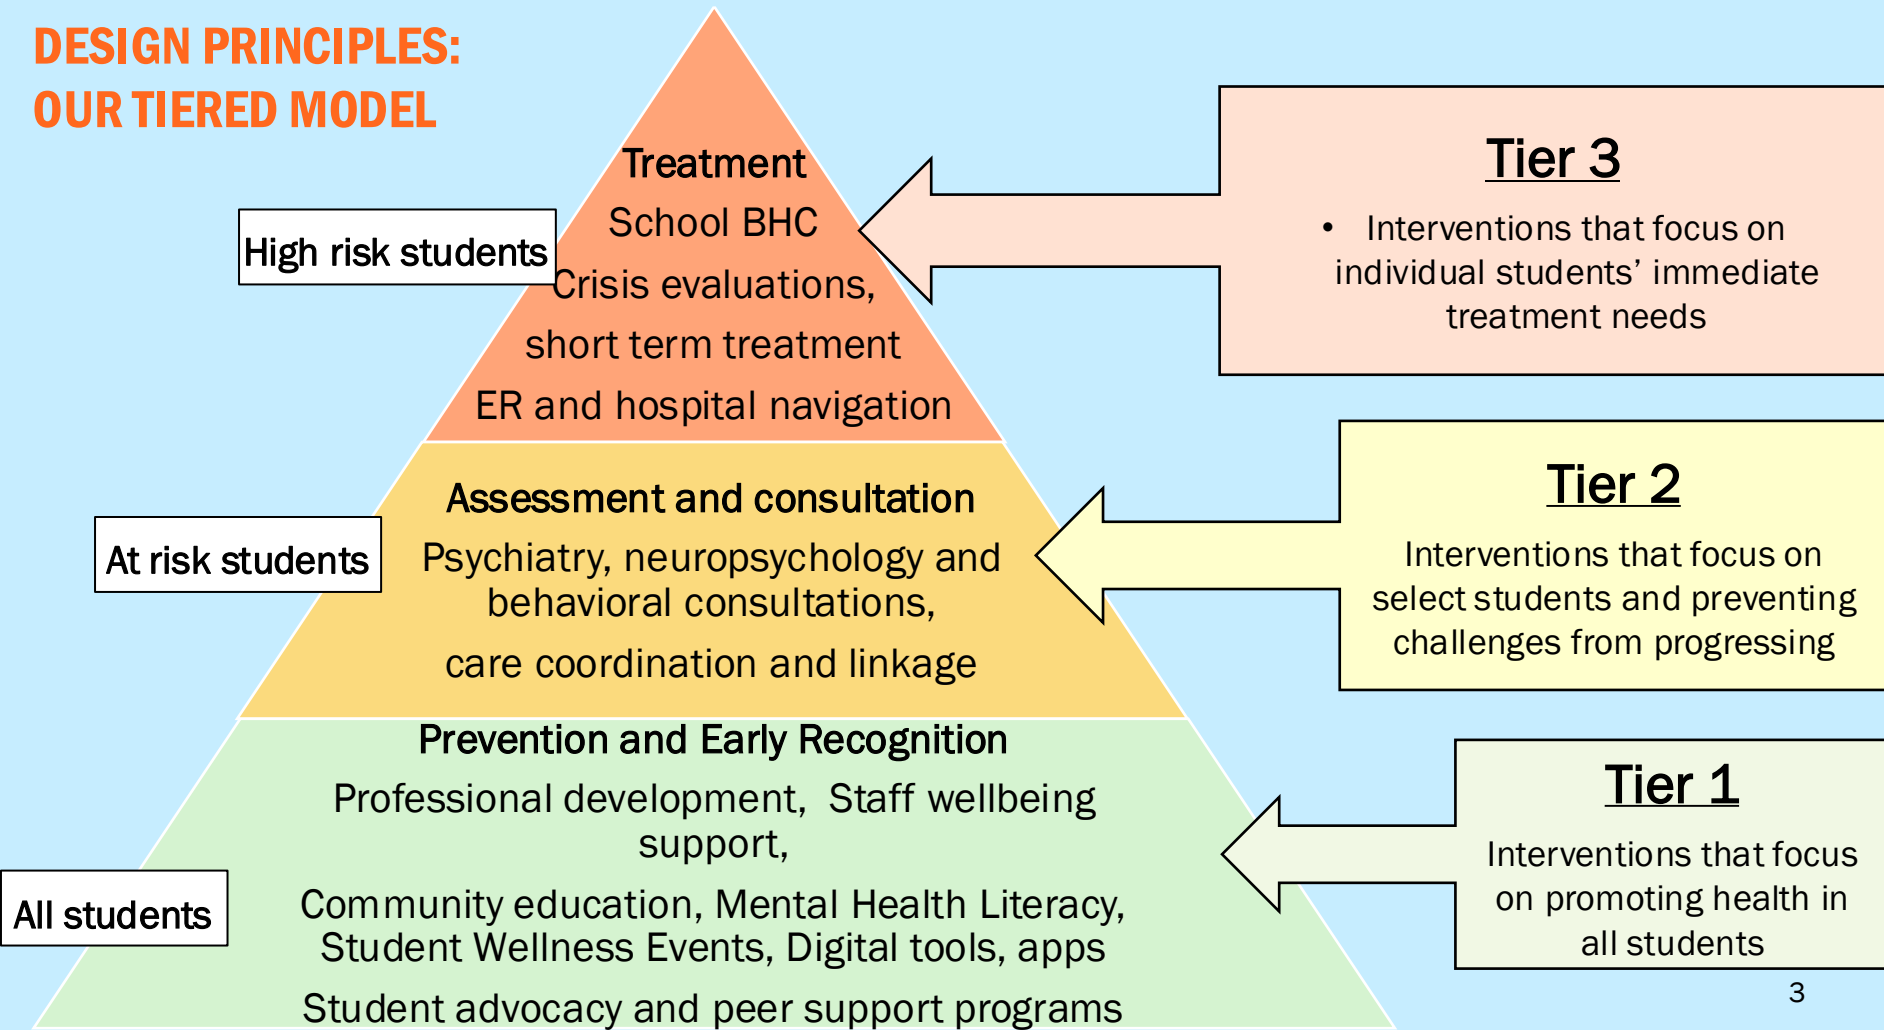 DESIGN PRINCIPLES:
OUR TIERED MODEL
Treatment
School BHC
Crisis evaluations,
short term treatment
ER and hospital navigation
High risk students
Tier 3
• Interventions that focus on
individual students’ immediate
treatment needs
Assessment and consultation
Psychiatry, neuropsychology and
behavioral consultations,
care coordination and linkage
At risk students
Tier 2
Interventions that focus on
select students and preventing
challenges from progressing
Prevention and Early Recognition
Professional development,  Staff wellbeing
support,
Community education, Mental Health Literacy,
Student Wellness Events, Digital tools, apps
Student advocacy and peer support programs
All students
Tier 1
Interventions that focus
on promoting health in
all students
3